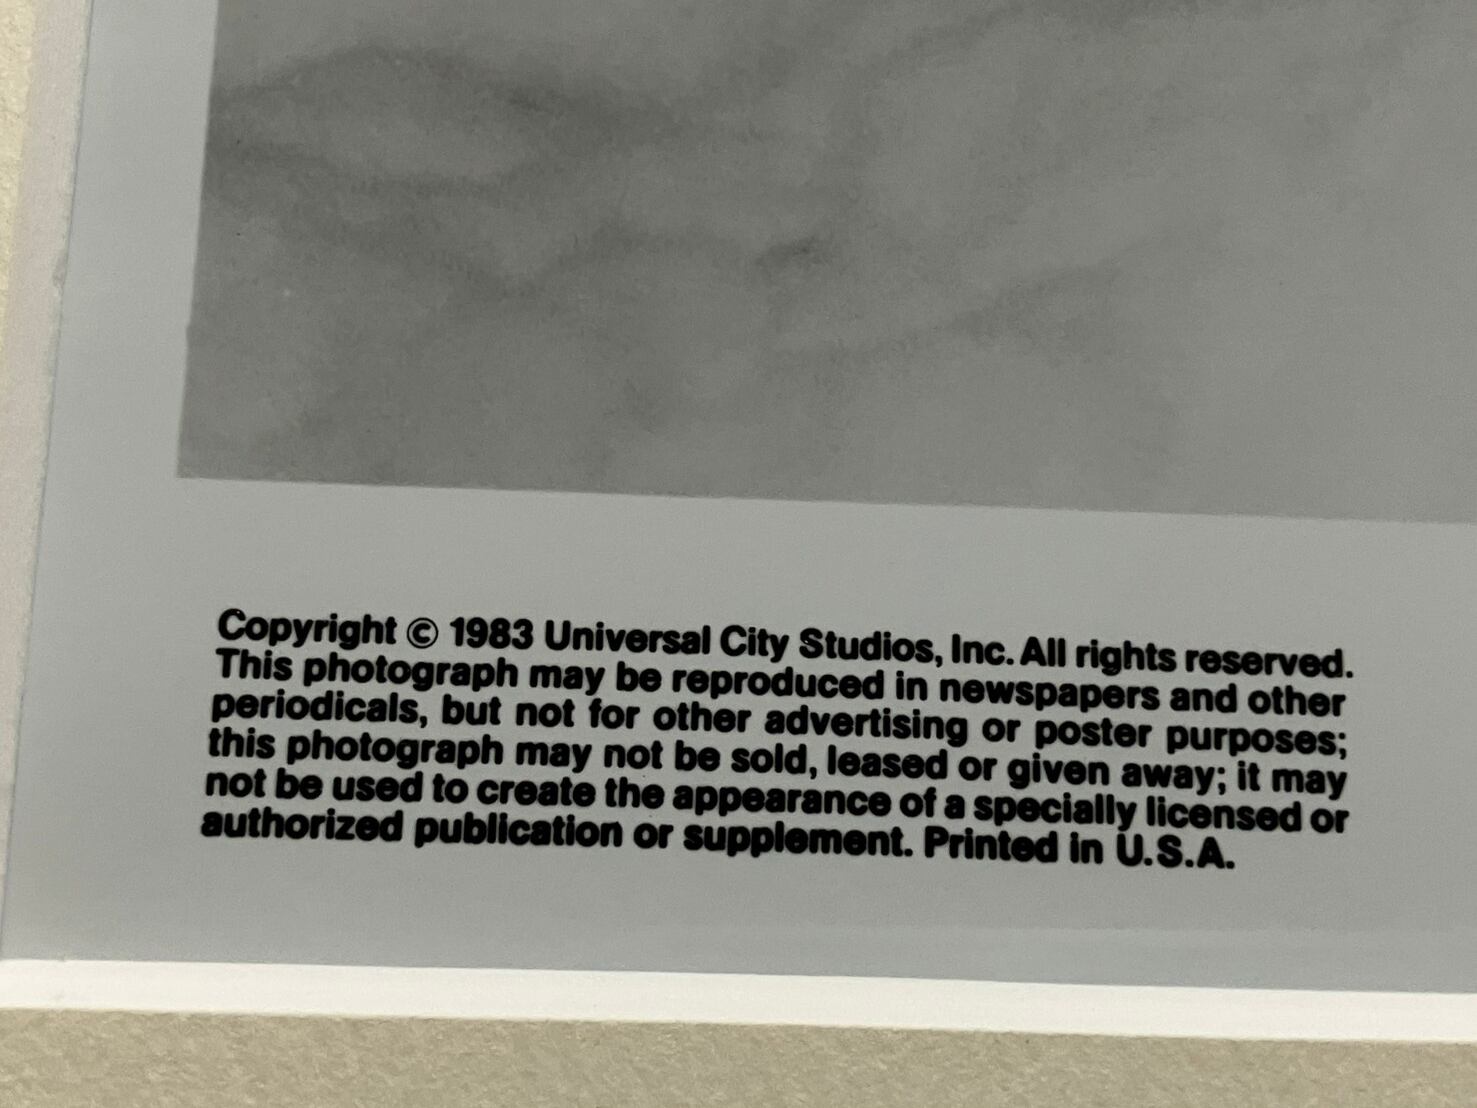 Copyright © 1983 Universal City Studios, Inc. All rights reserved.
This photograph may be reproduced in newspapers and other
periodicals, but not for other advertising or poster purposes;
this photograph may not be sold, leased or given away; it may
not be used to create the appearance of a specially licensed or
authorized publication or supplement. Printed in U.S.A.